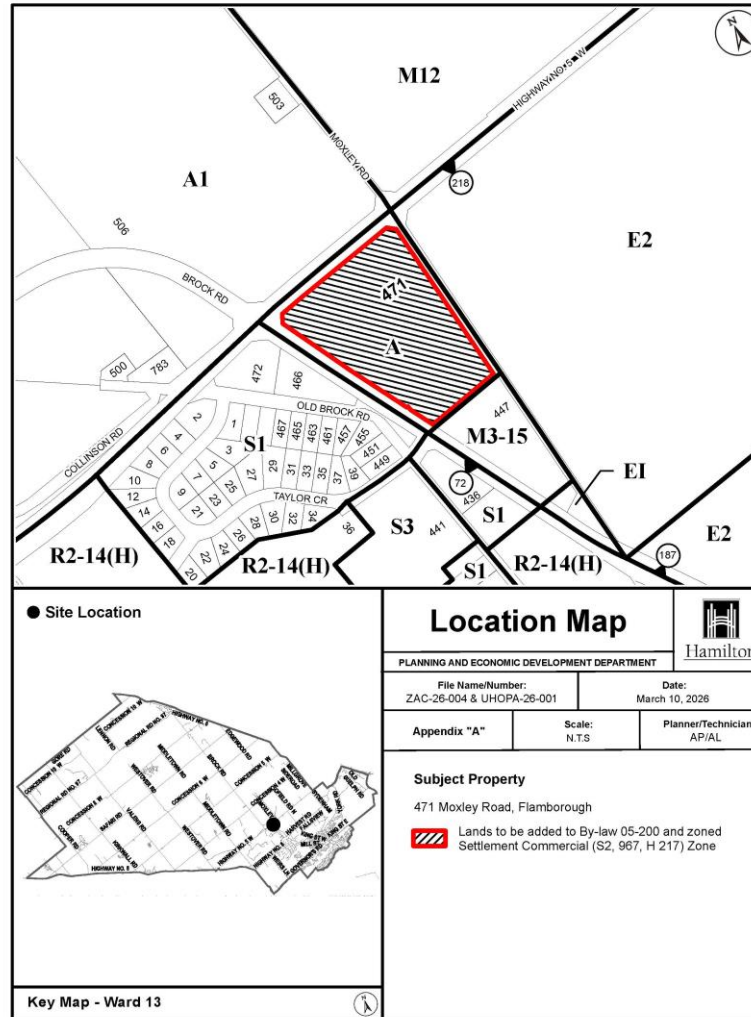 N
M12
HIGHWAY NO. 5 W
503
MOXLEY RD
218
A1
E2
506
471
BROCK RD
A
500
783
472
466
OLD BROCK RD
447
COLLINSON RD
2
1
467
465
463
461
457
455
451
449
M3-15
4
6
8
S1
3
5
7
9
10
12
14
16
18
20
21
22
23
24
25
26
27
28
29
30
31
32
33
34
35
36
37
39
TAYLOR CR
72
436
S1
EI
441
S3
187
E2
R2-14(H)
R2-14(H)
S1
R2-14(H)
Site Location
Location Map
Hamilton
PLANNING AND ECONOMIC DEVELOPMENT DEPARTMENT
File Name/Number:
ZAC-26-004 & UHOPA-26-001
Date:
March 10, 2026
Appendix "A"
Scale:
N.T.S
Planner/Technician:
AP/AL
Subject Property
471 Moxley Road, Flamborough
Lands to be added to By-law 05-200 and zoned
Settlement Commercial (S2, 967, H 217) Zone
HIGHWAY NO. 8
Key Map - Ward 13
N